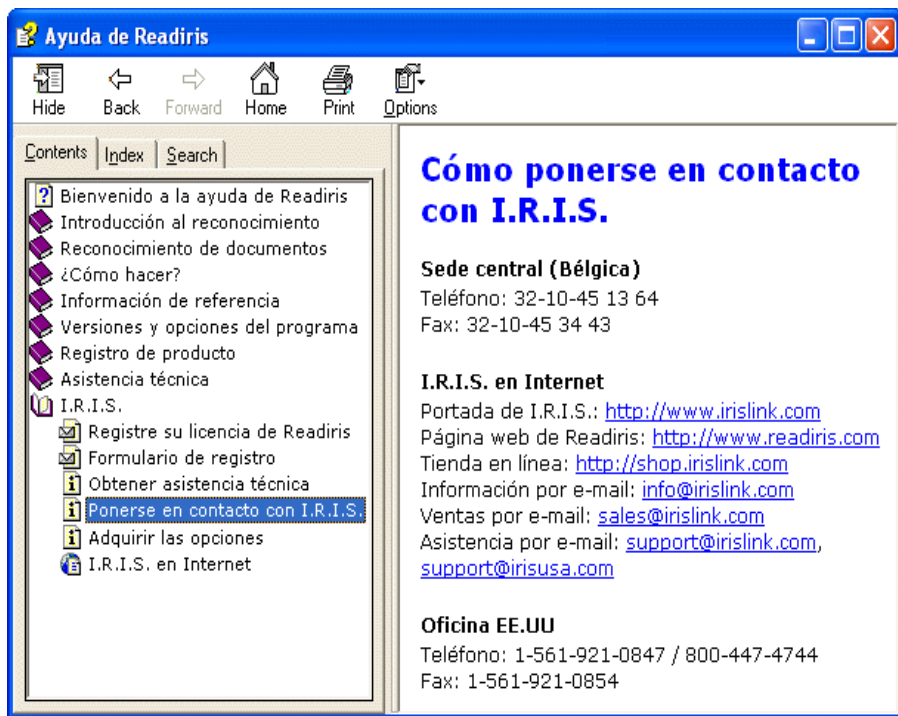 Ayuda de Readiris
Hide Back Forward Home Print Options
Contents Index Search
Bienvenido a la ayuda de Readiris
Introducción al reconocimiento
Reconocimiento de documentos
¿Cómo hacer?
Información de referencia
Versiones y opciones del programa
Registro de producto
Asistencia técnica
I.R.I.S.
Registre su licencia de Readiris
Formulario de registro
Obtener asistencia técnica
Ponerse en contacto con I.R.I.S.
Adquirir las opciones
I.R.I.S. en Internet
Cómo ponerse en contacto
con I.R.I.S.
Sede central (Bélgica)
Teléfono: 32-10-45 13 64
Fax: 32-10-45 34 43
I.R.I.S. en Internet
Portada de I.R.I.S.: http://www.irislink.com
Página web de Readiris: http://www.readiris.com
Tienda en línea: http://shop.irislink.com
Información por e-mail: info@irislink.com
Ventas por e-mail: sales@irislink.com
Asistencia por e-mail: support@irislink.com,
support@irisusa.com
Oficina EE.UU
Teléfono: 1-561-921-0847 / 800-447-4744
Fax: 1-561-921-0854